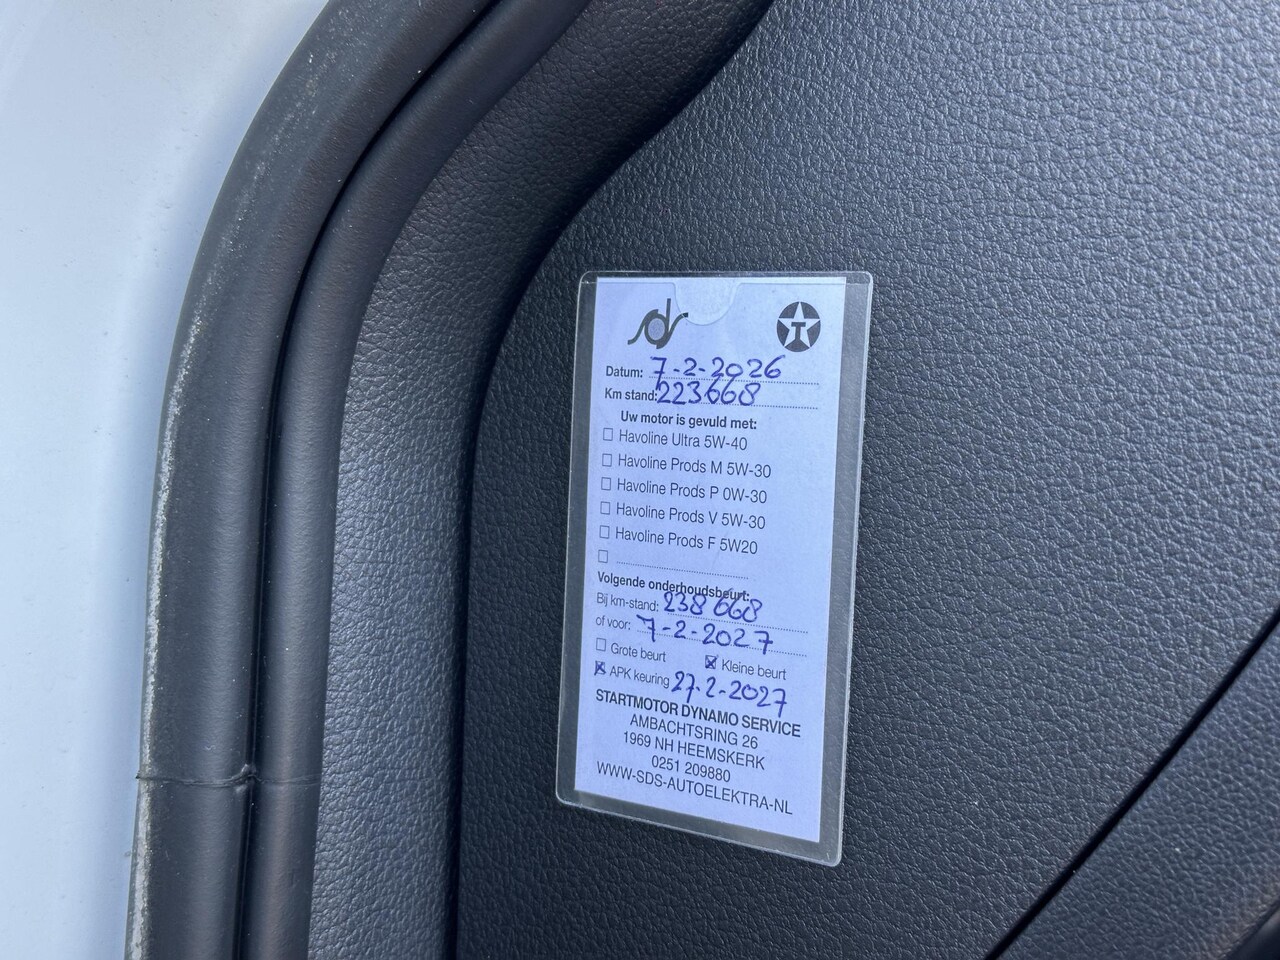 sds T
Datum: 7-2-2026
Km stand: 223668
Uw motor is gevuld met:
☐ Havoline Ultra 5W-40
☐ Havoline Prods M 5W-30
☐ Havoline Prods P 0W-30
☐ Havoline Prods V 5W-30
☐ Havoline Prods F 5W20
☐
Volgende onderhoudsbeurt:
Bij km-stand: 238668
of voor: 7-2-2027
☐ Grote beurt ☒ Kleine beurt
☒ APK keuring 27-2-2027
STARTMOTOR DYNAMO SERVICE
AMBACHTSRING 26
1969 NH HEEMSKERK
0251 209880
WWW-SDS-AUTOELEKTRA-NL